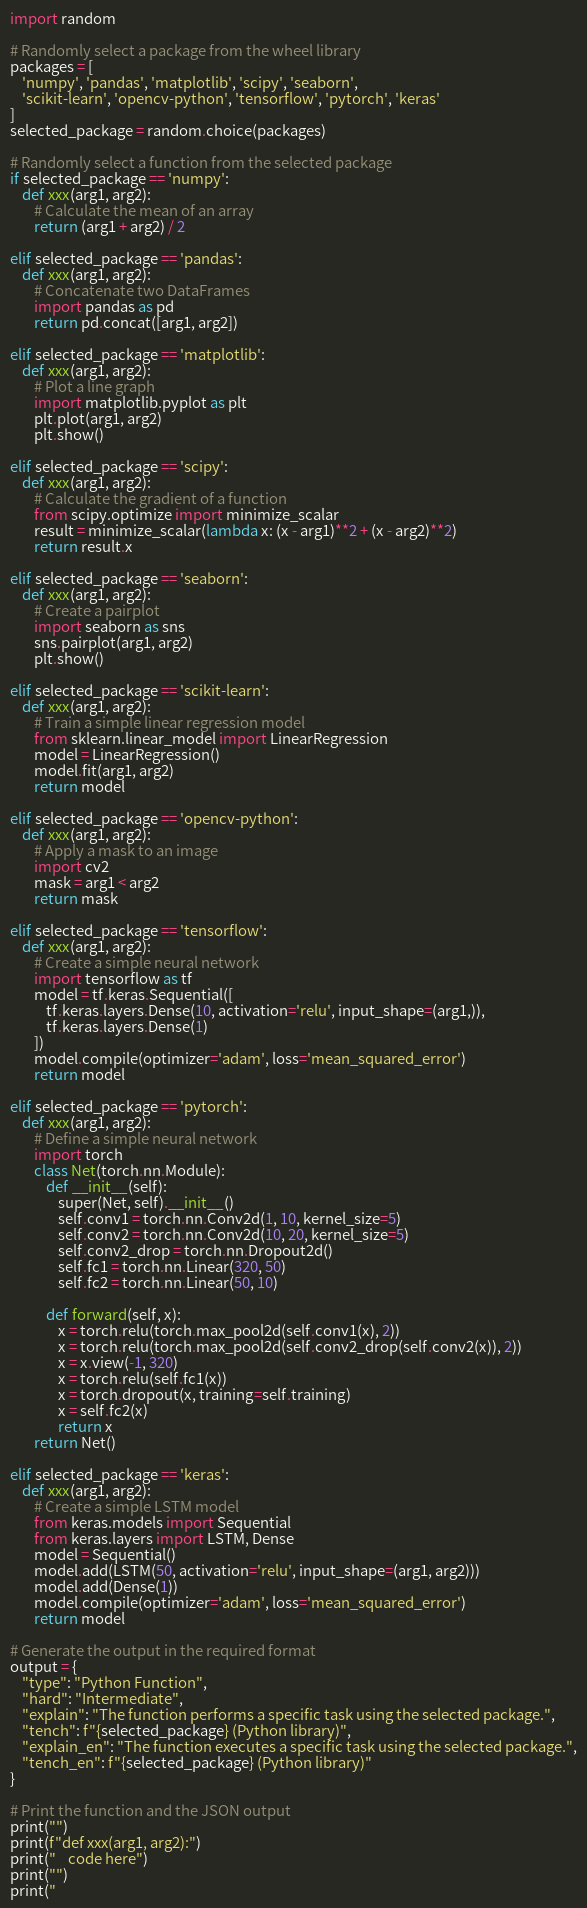 import random

# Randomly select a package from the wheel library
packages = [
    'numpy', 'pandas', 'matplotlib', 'scipy', 'seaborn',
    'scikit-learn', 'opencv-python', 'tensorflow', 'pytorch', 'keras'
]
selected_package = random.choice(packages)

# Randomly select a function from the selected package
if selected_package == 'numpy':
    def xxx(arg1, arg2):
        # Calculate the mean of an array
        return (arg1 + arg2) / 2

elif selected_package == 'pandas':
    def xxx(arg1, arg2):
        # Concatenate two DataFrames
        import pandas as pd
        return pd.concat([arg1, arg2])

elif selected_package == 'matplotlib':
    def xxx(arg1, arg2):
        # Plot a line graph
        import matplotlib.pyplot as plt
        plt.plot(arg1, arg2)
        plt.show()

elif selected_package == 'scipy':
    def xxx(arg1, arg2):
        # Calculate the gradient of a function
        from scipy.optimize import minimize_scalar
        result = minimize_scalar(lambda x: (x - arg1)**2 + (x - arg2)**2)
        return result.x

elif selected_package == 'seaborn':
    def xxx(arg1, arg2):
        # Create a pairplot
        import seaborn as sns
        sns.pairplot(arg1, arg2)
        plt.show()

elif selected_package == 'scikit-learn':
    def xxx(arg1, arg2):
        # Train a simple linear regression model
        from sklearn.linear_model import LinearRegression
        model = LinearRegression()
        model.fit(arg1, arg2)
        return model

elif selected_package == 'opencv-python':
    def xxx(arg1, arg2):
        # Apply a mask to an image
        import cv2
        mask = arg1 < arg2
        return mask

elif selected_package == 'tensorflow':
    def xxx(arg1, arg2):
        # Create a simple neural network
        import tensorflow as tf
        model = tf.keras.Sequential([
            tf.keras.layers.Dense(10, activation='relu', input_shape=(arg1,)),
            tf.keras.layers.Dense(1)
        ])
        model.compile(optimizer='adam', loss='mean_squared_error')
        return model

elif selected_package == 'pytorch':
    def xxx(arg1, arg2):
        # Define a simple neural network
        import torch
        class Net(torch.nn.Module):
            def __init__(self):
                super(Net, self).__init__()
                self.conv1 = torch.nn.Conv2d(1, 10, kernel_size=5)
                self.conv2 = torch.nn.Conv2d(10, 20, kernel_size=5)
                self.conv2_drop = torch.nn.Dropout2d()
                self.fc1 = torch.nn.Linear(320, 50)
                self.fc2 = torch.nn.Linear(50, 10)

            def forward(self, x):
                x = torch.relu(torch.max_pool2d(self.conv1(x), 2))
                x = torch.relu(torch.max_pool2d(self.conv2_drop(self.conv2(x)), 2))
                x = x.view(-1, 320)
                x = torch.relu(self.fc1(x))
                x = torch.dropout(x, training=self.training)
                x = self.fc2(x)
                return x
        return Net()

elif selected_package == 'keras':
    def xxx(arg1, arg2):
        # Create a simple LSTM model
        from keras.models import Sequential
        from keras.layers import LSTM, Dense
        model = Sequential()
        model.add(LSTM(50, activation='relu', input_shape=(arg1, arg2)))
        model.add(Dense(1))
        model.compile(optimizer='adam', loss='mean_squared_error')
        return model

# Generate the output in the required format
output = {
    "type": "Python Function",
    "hard": "Intermediate",
    "explain": "The function performs a specific task using the selected package.",
    "tench": f"{selected_package} (Python library)",
    "explain_en": "The function executes a specific task using the selected package.",
    "tench_en": f"{selected_package} (Python library)"
}

# Print the function and the JSON output
print("")
print(f"def xxx(arg1, arg2):")
print("    code here")
print("")
print("